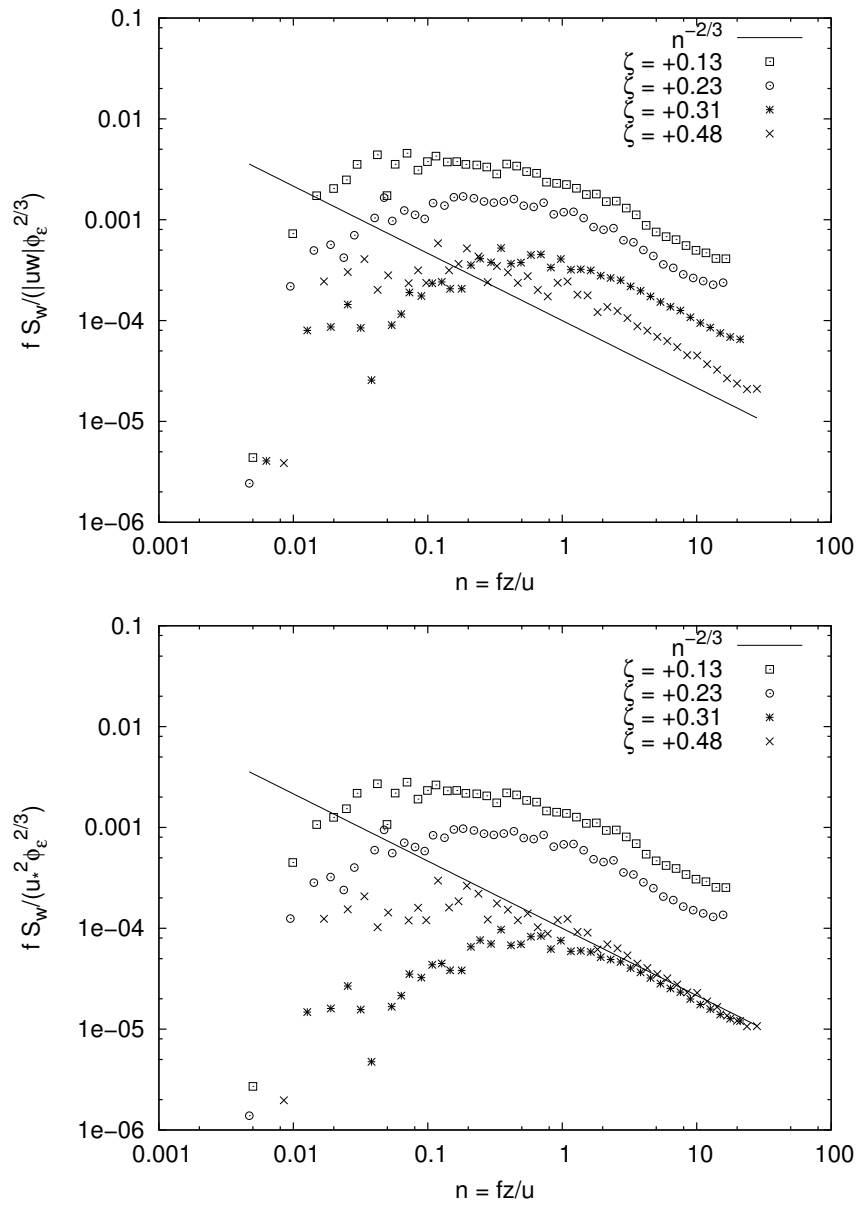 0.1
0.01
0.001
1e-04
1e-05
1e-06
f S_w/(|uw|ϕ_ε^{2/3})
n^{-2/3}
ζ = +0.13
ζ = +0.23
ζ = +0.31
ζ = +0.48
0.001 0.01 0.1 1 10 100
n = fz/u
0.1
0.01
0.001
1e-04
1e-05
1e-06
f S_w/(u_*^2 ϕ_ε^{2/3})
n^{-2/3}
ζ = +0.13
ζ = +0.23
ζ = +0.31
ζ = +0.48
0.001 0.01 0.1 1 10 100
n = fz/u